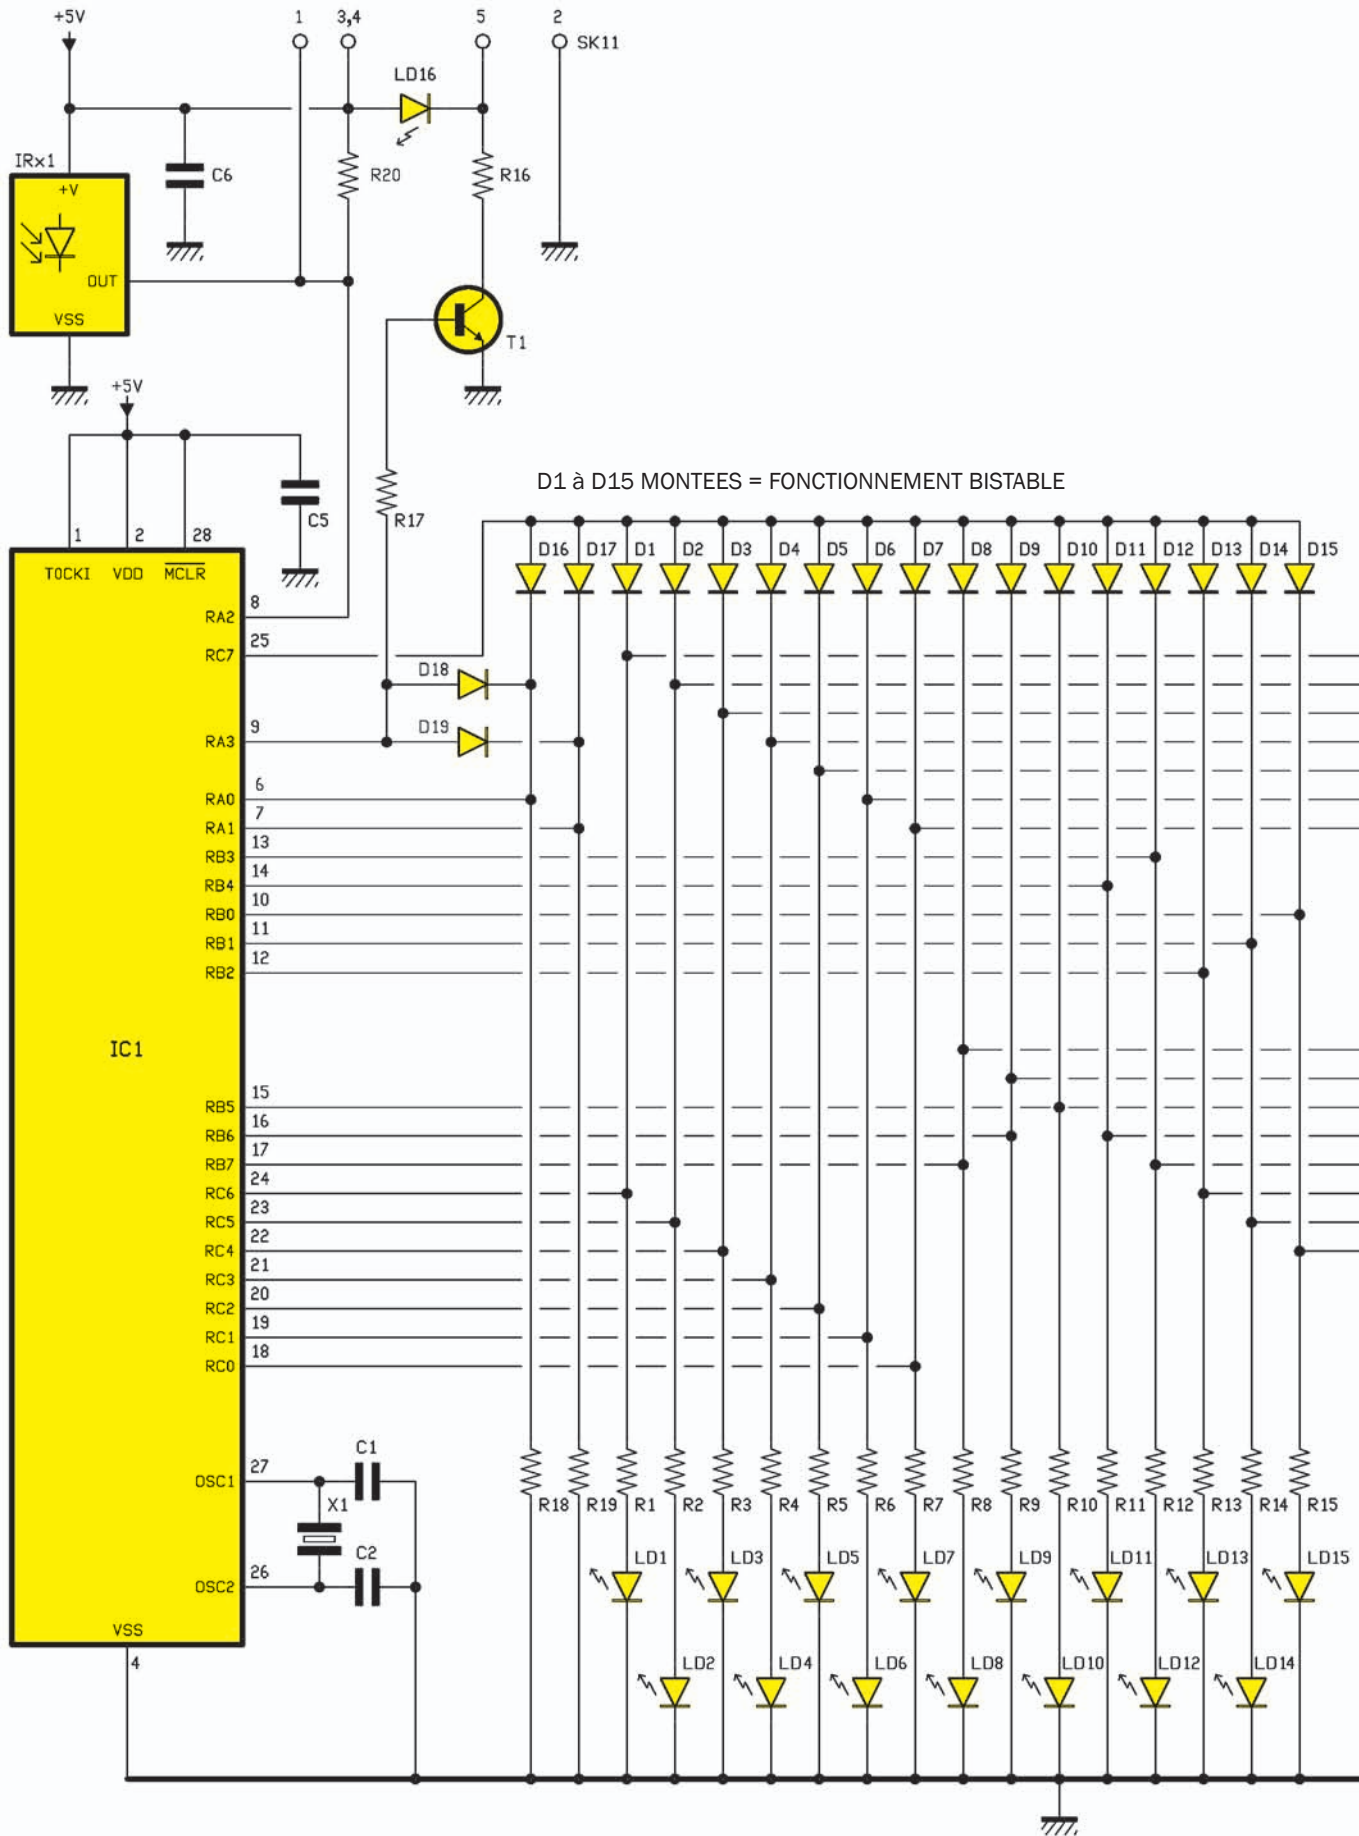 +5V
1
3,4
5
2
SK11
LD16
IRx1
+V
C6
R20
R16
OUT
VSS
T1
+5V
D1 à D15 MONTEES = FONCTIONNEMENT BISTABLE
C5
R17
1
2
28
T0CKI
VDD
MCLR
D16
D17
D1
D2
D3
D4
D5
D6
D7
D8
D9
D10
D11
D12
D13
D14
D15
RA2
8
RC7
25
D18
RA3
9
D19
RA0
6
RA1
7
RB3
13
RB4
14
RB0
10
RB1
11
RB2
12
IC1
RB5
15
RB6
16
RB7
17
RC6
24
RC5
23
RC4
22
RC3
21
RC2
20
RC1
19
RC0
18
C1
OSC1
27
X1
R18
R19
R1
R2
R3
R4
R5
R6
R7
R8
R9
R10
R11
R12
R13
R14
R15
C2
OSC2
26
LD1
LD3
LD5
LD7
LD9
LD11
LD13
LD15
VSS
4
LD2
LD4
LD6
LD8
LD10
LD12
LD14